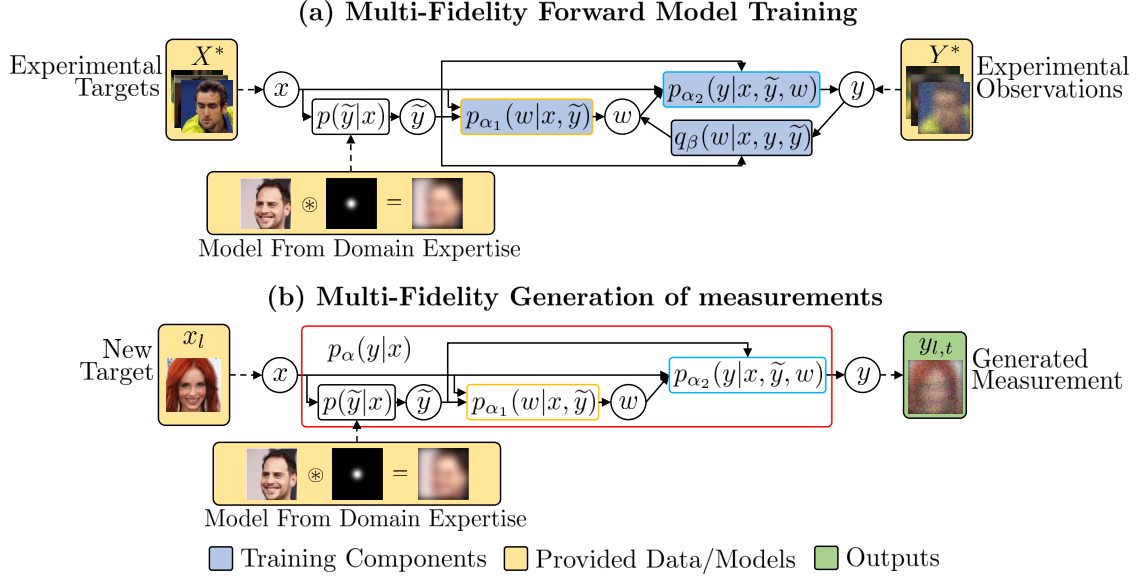 (a) Multi-Fidelity Forward Model Training
Experimental Targets
X*
x
p(ỹ|x)
ỹ
p_{α₁}(w|x, ỹ)
w
p_{α₂}(y|x, ỹ, w)
q_β(w|x, y, ỹ)
y
Y*
Experimental Observations
⊛ =
Model From Domain Expertise
(b) Multi-Fidelity Generation of measurements
New Target
x_l
x
p_α(y|x)
p(ỹ|x)
ỹ
p_{α₁}(w|x, ỹ)
w
p_{α₂}(y|x, ỹ, w)
y
y_{l,t}
Generated Measurement
⊛ =
Model From Domain Expertise
Training Components
Provided Data/Models
Outputs